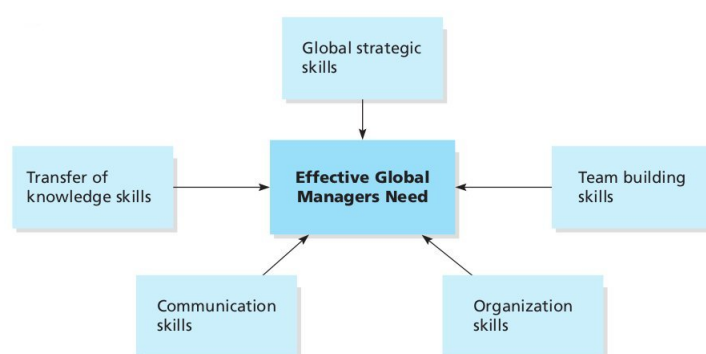 Global strategic
skills
Transfer of
knowledge skills
Effective Global
Managers Need
Team building
skills
Communication
skills
Organization
skills